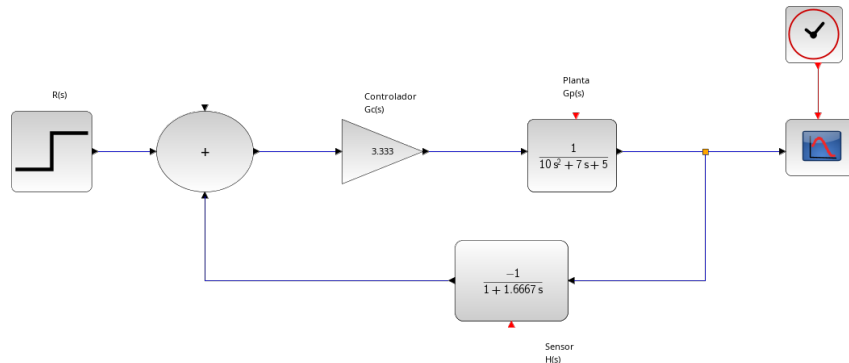 R(s)
Controlador
Gc(s)
Planta
Gp(s)
+
3.333
1
10 s² + 7 s + 5
-1
1 + 1.6667 s
Sensor
H(s)